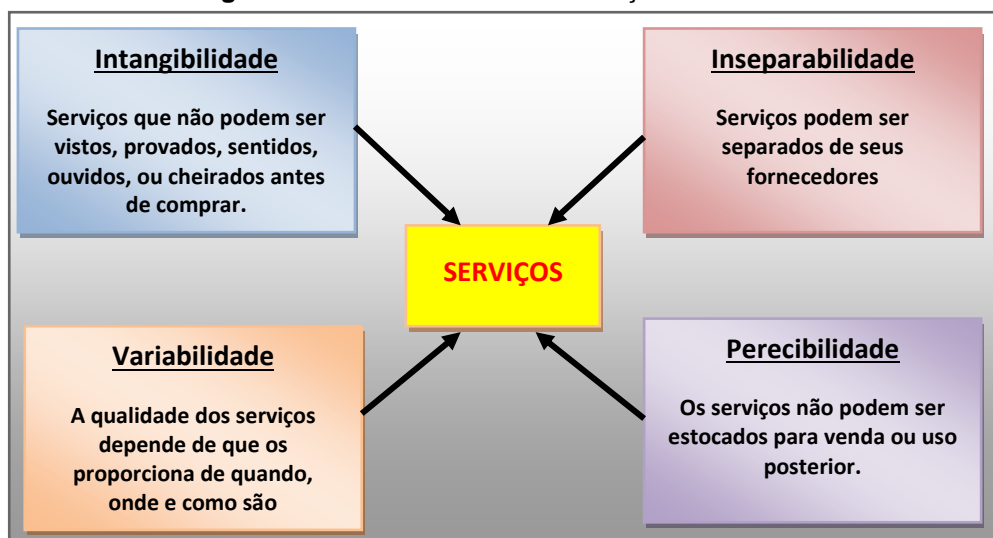 Intangibilidade
Serviços que não podem ser
vistos, provados, sentidos,
ouvidos, ou cheirados antes
de comprar.
Inseparabilidade
Serviços podem ser
separados de seus
fornecedores
SERVIÇOS
Variabilidade
A qualidade dos serviços
depende de que os
proporciona de quando,
onde e como são
Perecibilidade
Os serviços não podem ser
estocados para venda ou uso
posterior.